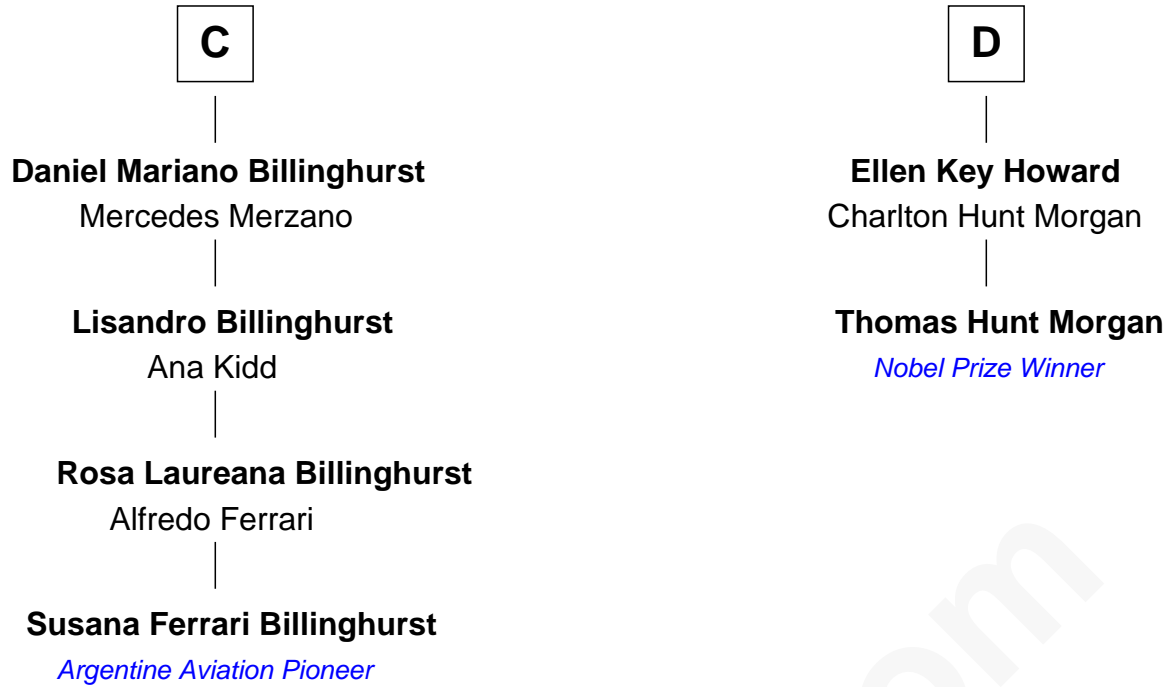 C
Daniel Mariano Billinghurst
Mercedes Merzano
Lisandro Billinghurst
Ana Kidd
Rosa Laureana Billinghurst
Alfredo Ferrari
Susana Ferrari Billinghurst
Argentine Aviation Pioneer
D
Ellen Key Howard
Charlton Hunt Morgan
Thomas Hunt Morgan
Nobel Prize Winner
om